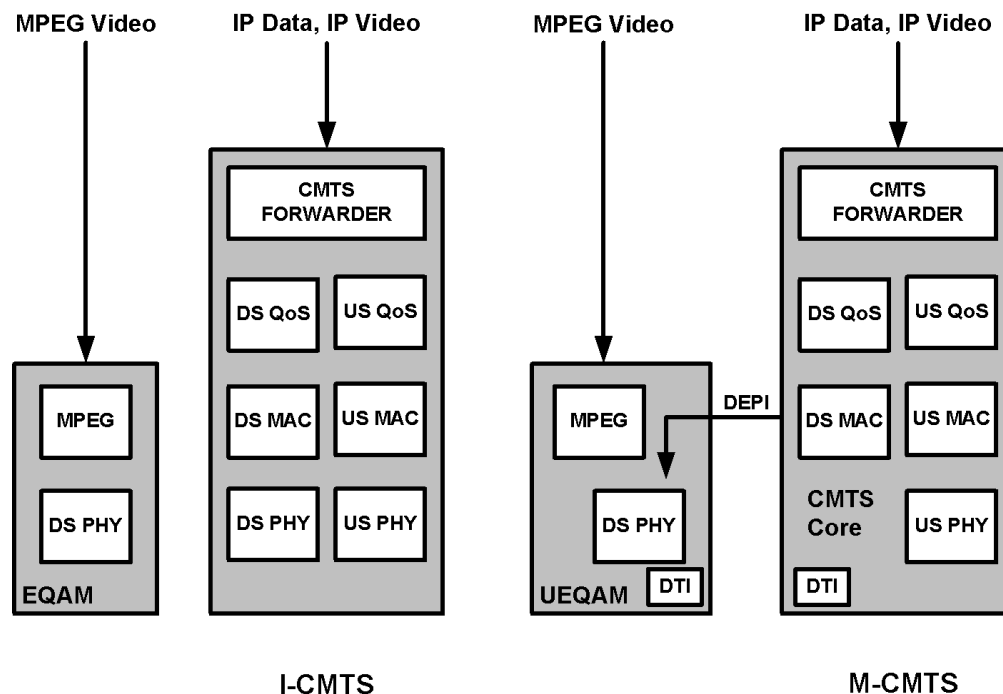 MPEG Video
IP Data, IP Video
MPEG Video
IP Data, IP Video
CMTS
FORWARDER
CMTS
FORWARDER
DS QoS
US QoS
DS QoS
US QoS
MPEG
DS MAC
US MAC
MPEG
DEPI
DS MAC
US MAC
DS PHY
DS PHY
US PHY
DS PHY
CMTS
Core
US PHY
EQAM
UEQAM
DTI
DTI
I-CMTS
M-CMTS